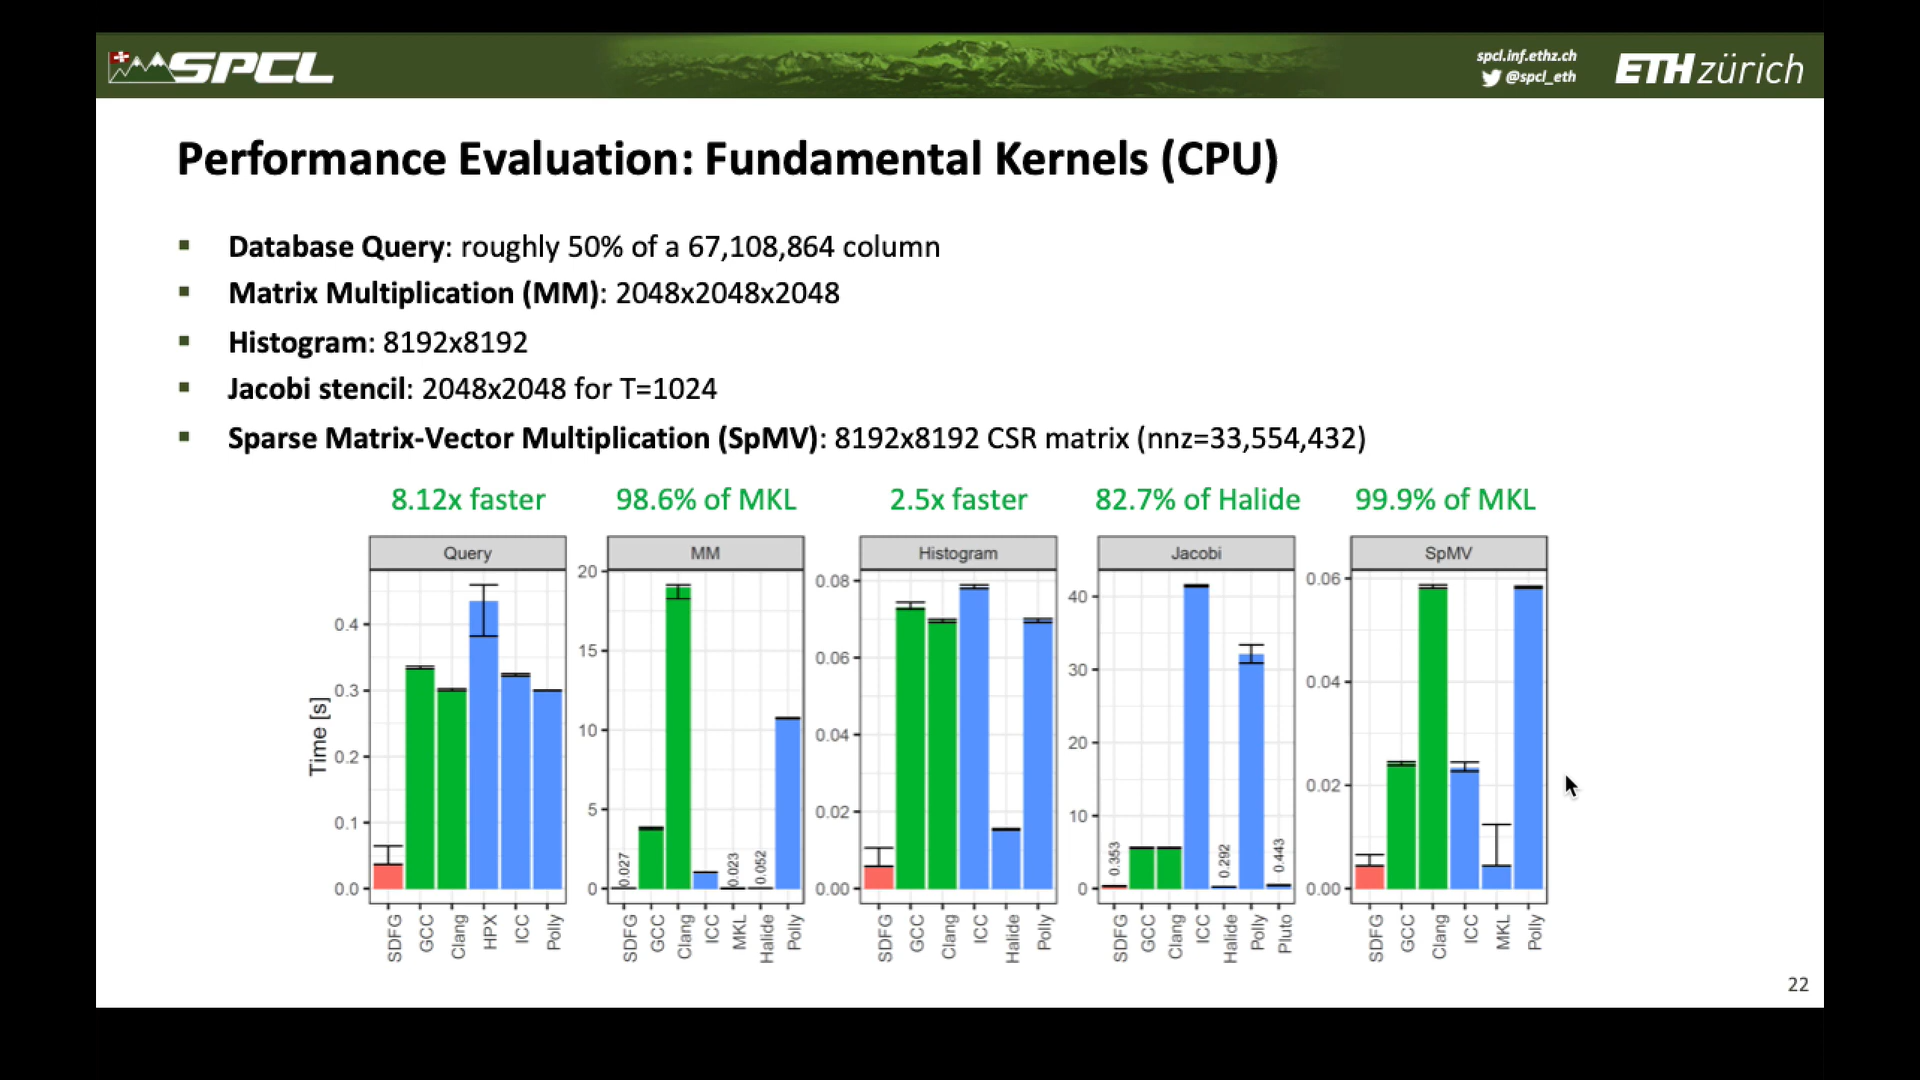 SPCL
spcl.inf.ethz.ch
@spcl_eth
ETH zürich
Performance Evaluation: Fundamental Kernels (CPU)
▪ Database Query: roughly 50% of a 67,108,864 column
▪ Matrix Multiplication (MM): 2048x2048x2048
▪ Histogram: 8192x8192
▪ Jacobi stencil: 2048x2048 for T=1024
▪ Sparse Matrix-Vector Multiplication (SpMV): 8192x8192 CSR matrix (nnz=33,554,432)
8.12x faster
98.6% of MKL
2.5x faster
82.7% of Halide
99.9% of MKL
Time [s]
Query
0.4
0.3
0.2
0.1
0.0
SDFG
GCC
Clang
HPX
ICC
Polly
MM
20
15
10
5
0
0.027
0.023
0.052
SDFG
GCC
Clang
ICC
MKL
Halide
Polly
Histogram
0.08
0.06
0.04
0.02
0.00
SDFG
GCC
Clang
ICC
Halide
Polly
Jacobi
40
30
20
10
0
0.353
0.292
0.443
SDFG
GCC
Clang
ICC
Halide
Polly
Pluto
SpMV
0.06
0.04
0.02
0.00
SDFG
GCC
Clang
ICC
MKL
Polly
22